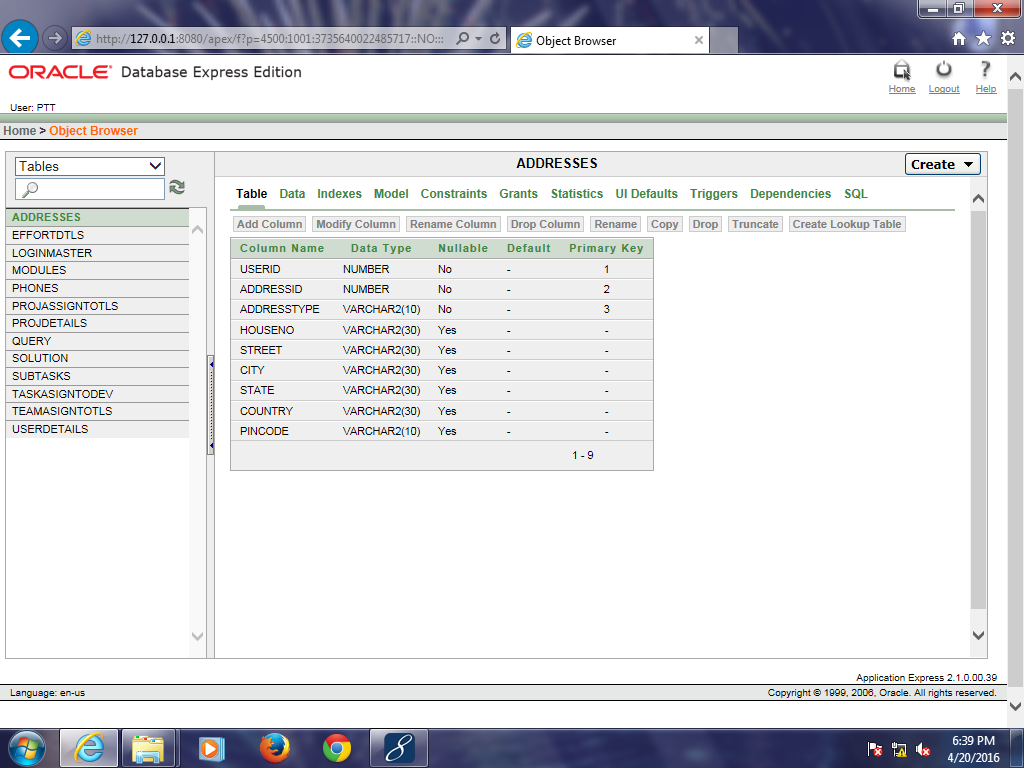 http://127.0.0.1:8080/apex/f?p=4500:1001:3735640022485717::NO:::
Object Browser
ORACLE® Database Express Edition
Home Logout Help
User: PTT
Home > Object Browser
Tables
ADDRESSES
Create
ADDRESSES
EFFORTDTLS
LOGINMASTER
MODULES
PHONES
PROJASSIGNTOTLS
PROJDETAILS
QUERY
SOLUTION
SUBTASKS
TASKASIGNTODEV
TEAMASIGNTOTLS
USERDETAILS
Table Data Indexes Model Constraints Grants Statistics UI Defaults Triggers Dependencies SQL
Add Column Modify Column Rename Column Drop Column Rename Copy Drop Truncate Create Lookup Table
Column Name Data Type Nullable Default Primary Key
USERID NUMBER No - 1
ADDRESSID NUMBER No - 2
ADDRESSTYPE VARCHAR2(10) No - 3
HOUSENO VARCHAR2(30) Yes - -
STREET VARCHAR2(30) Yes - -
CITY VARCHAR2(30) Yes - -
STATE VARCHAR2(30) Yes - -
COUNTRY VARCHAR2(30) Yes - -
PINCODE VARCHAR2(10) Yes - -
1 - 9
Application Express 2.1.0.00.39
Language: en-us
Copyright © 1999, 2006, Oracle. All rights reserved.
6:39 PM
4/20/2016